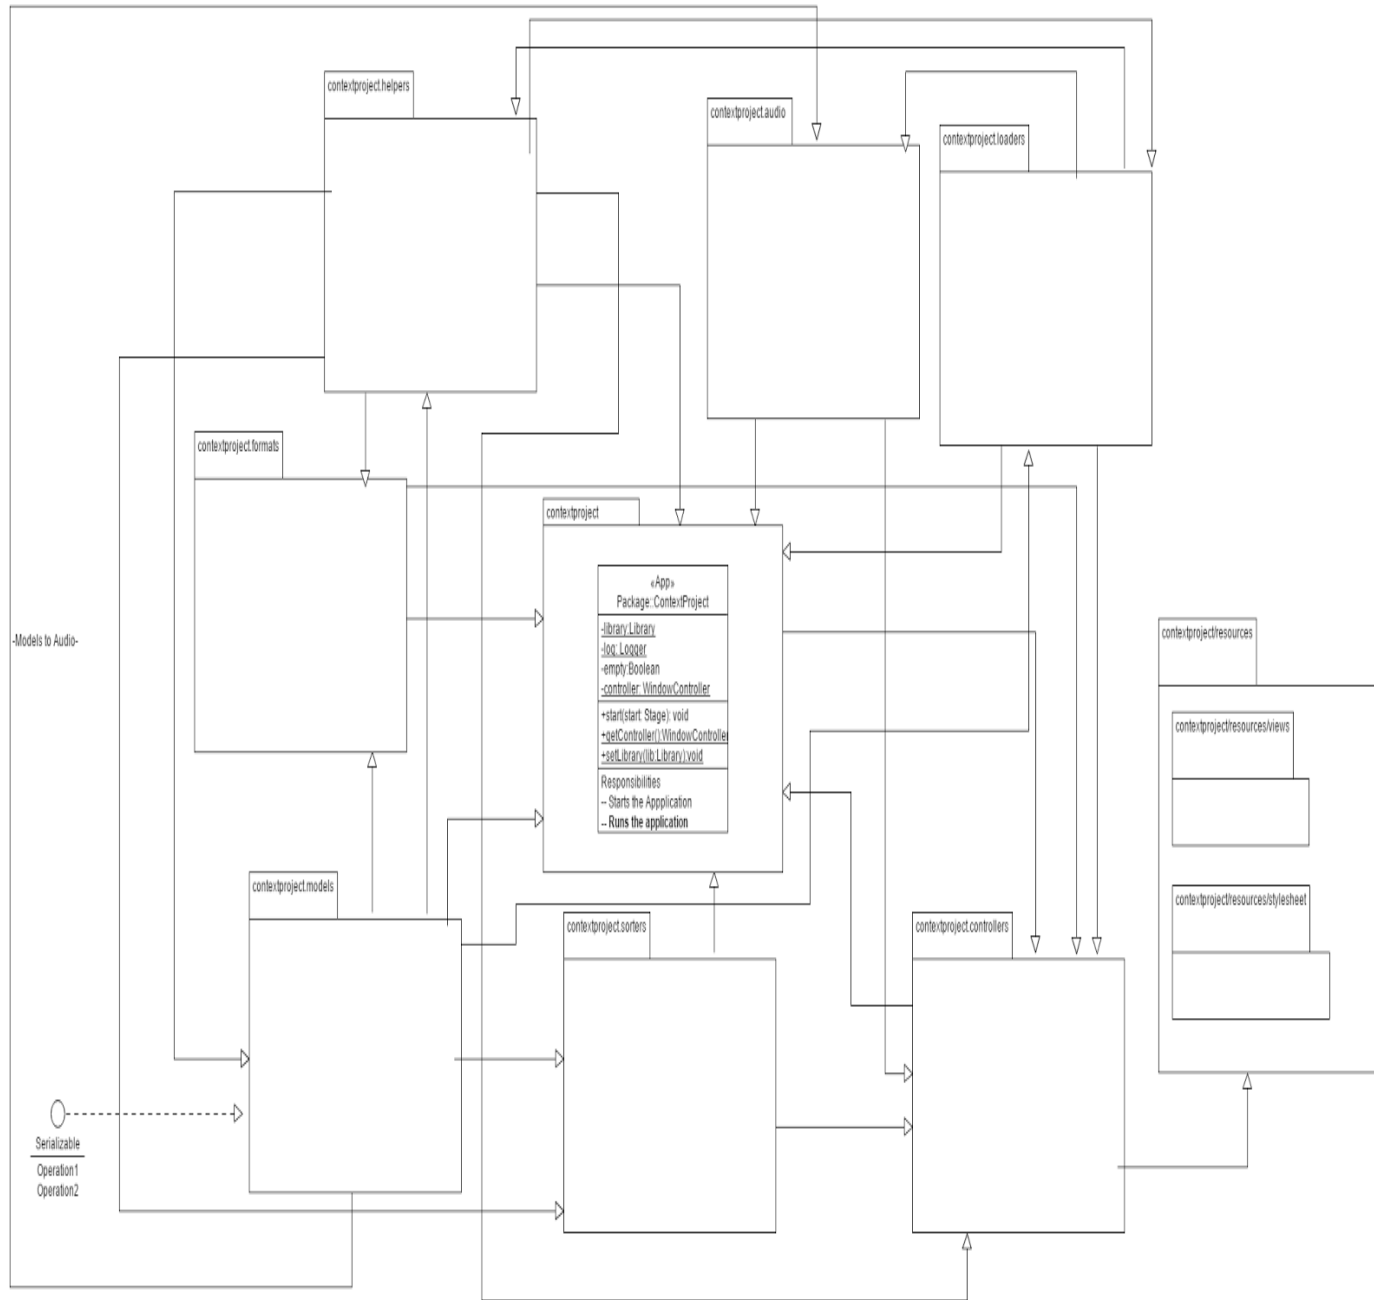 contextproject.helpers
contextproject.audio
contextproject.loaders
contextproject.formats
contextproject
«App»
Package::ContextProject
-library:Library
-log: Logger
-empty:Boolean
-controller: WindowController
+start(start: Stage): void
+getController():WindowController
+setLibrary(lib:Library):void
Responsibilities
-- Starts the Appplication
-- Runs the application
-Models to Audio-
contextproject/resources
contextproject/resources/views
contextproject/resources/stylesheet
contextproject.models
contextproject.sorters
contextproject.controllers
Serializable
Operation1
Operation2